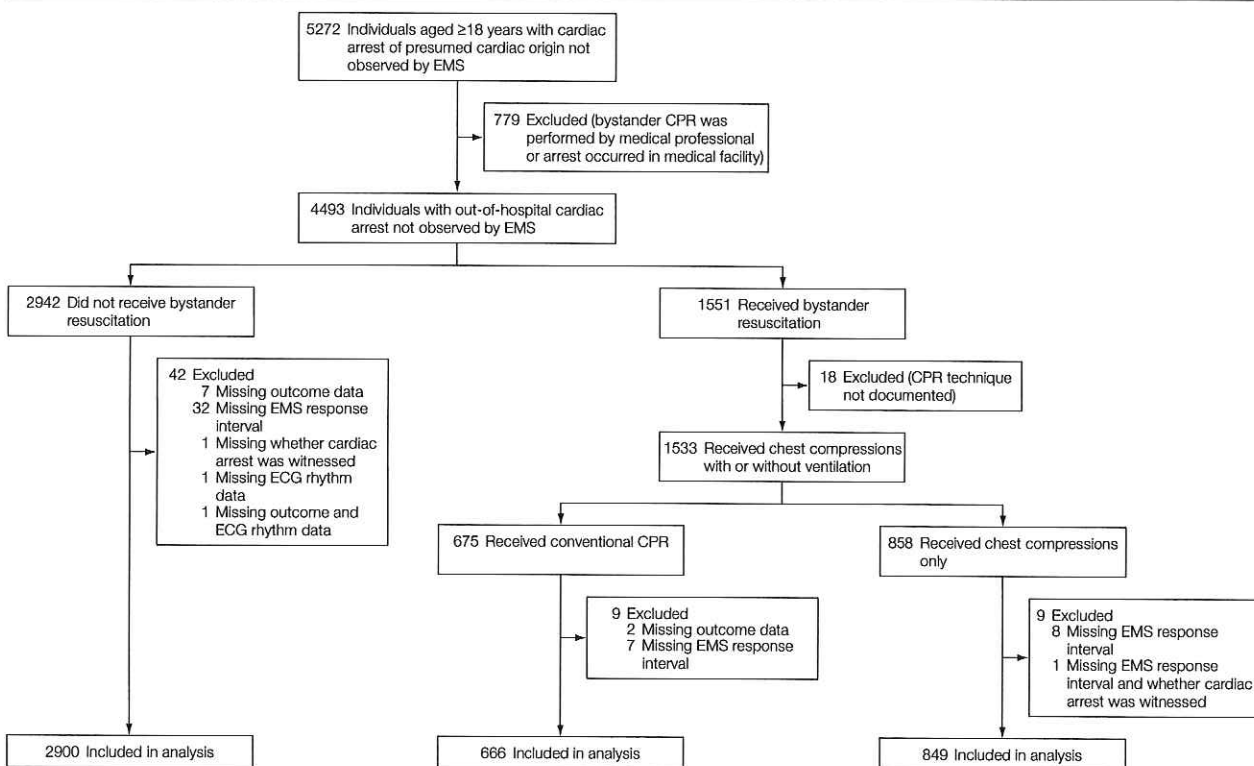 5272 Individuals aged ≥18 years with cardiac
arrest of presumed cardiac origin not
observed by EMS
779 Excluded (bystander CPR was
performed by medical professional
or arrest occurred in medical facility)
4493 Individuals with out-of-hospital cardiac
arrest not observed by EMS
2942 Did not receive bystander
resuscitation
1551 Received bystander
resuscitation
42 Excluded
7 Missing outcome data
32 Missing EMS response
interval
1 Missing whether cardiac
arrest was witnessed
1 Missing ECG rhythm
data
1 Missing outcome and
ECG rhythm data
18 Excluded (CPR technique
not documented)
1533 Received chest compressions
with or without ventilation
675 Received conventional CPR
858 Received chest compressions
only
9 Excluded
2 Missing outcome data
7 Missing EMS response
interval
9 Excluded
8 Missing EMS response
interval
1 Missing EMS response
interval and whether cardiac
arrest was witnessed
2900 Included in analysis
666 Included in analysis
849 Included in analysis